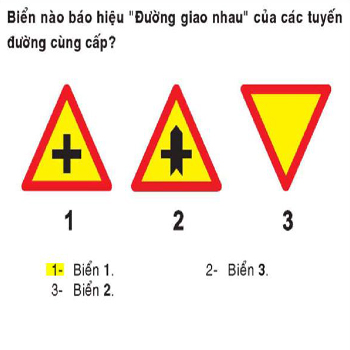 Biển nào báo hiệu "Đường giao nhau" của các tuyến
đường cùng cấp?
1 2 3
1- Biển 1. 2- Biển 3.
3- Biển 2.